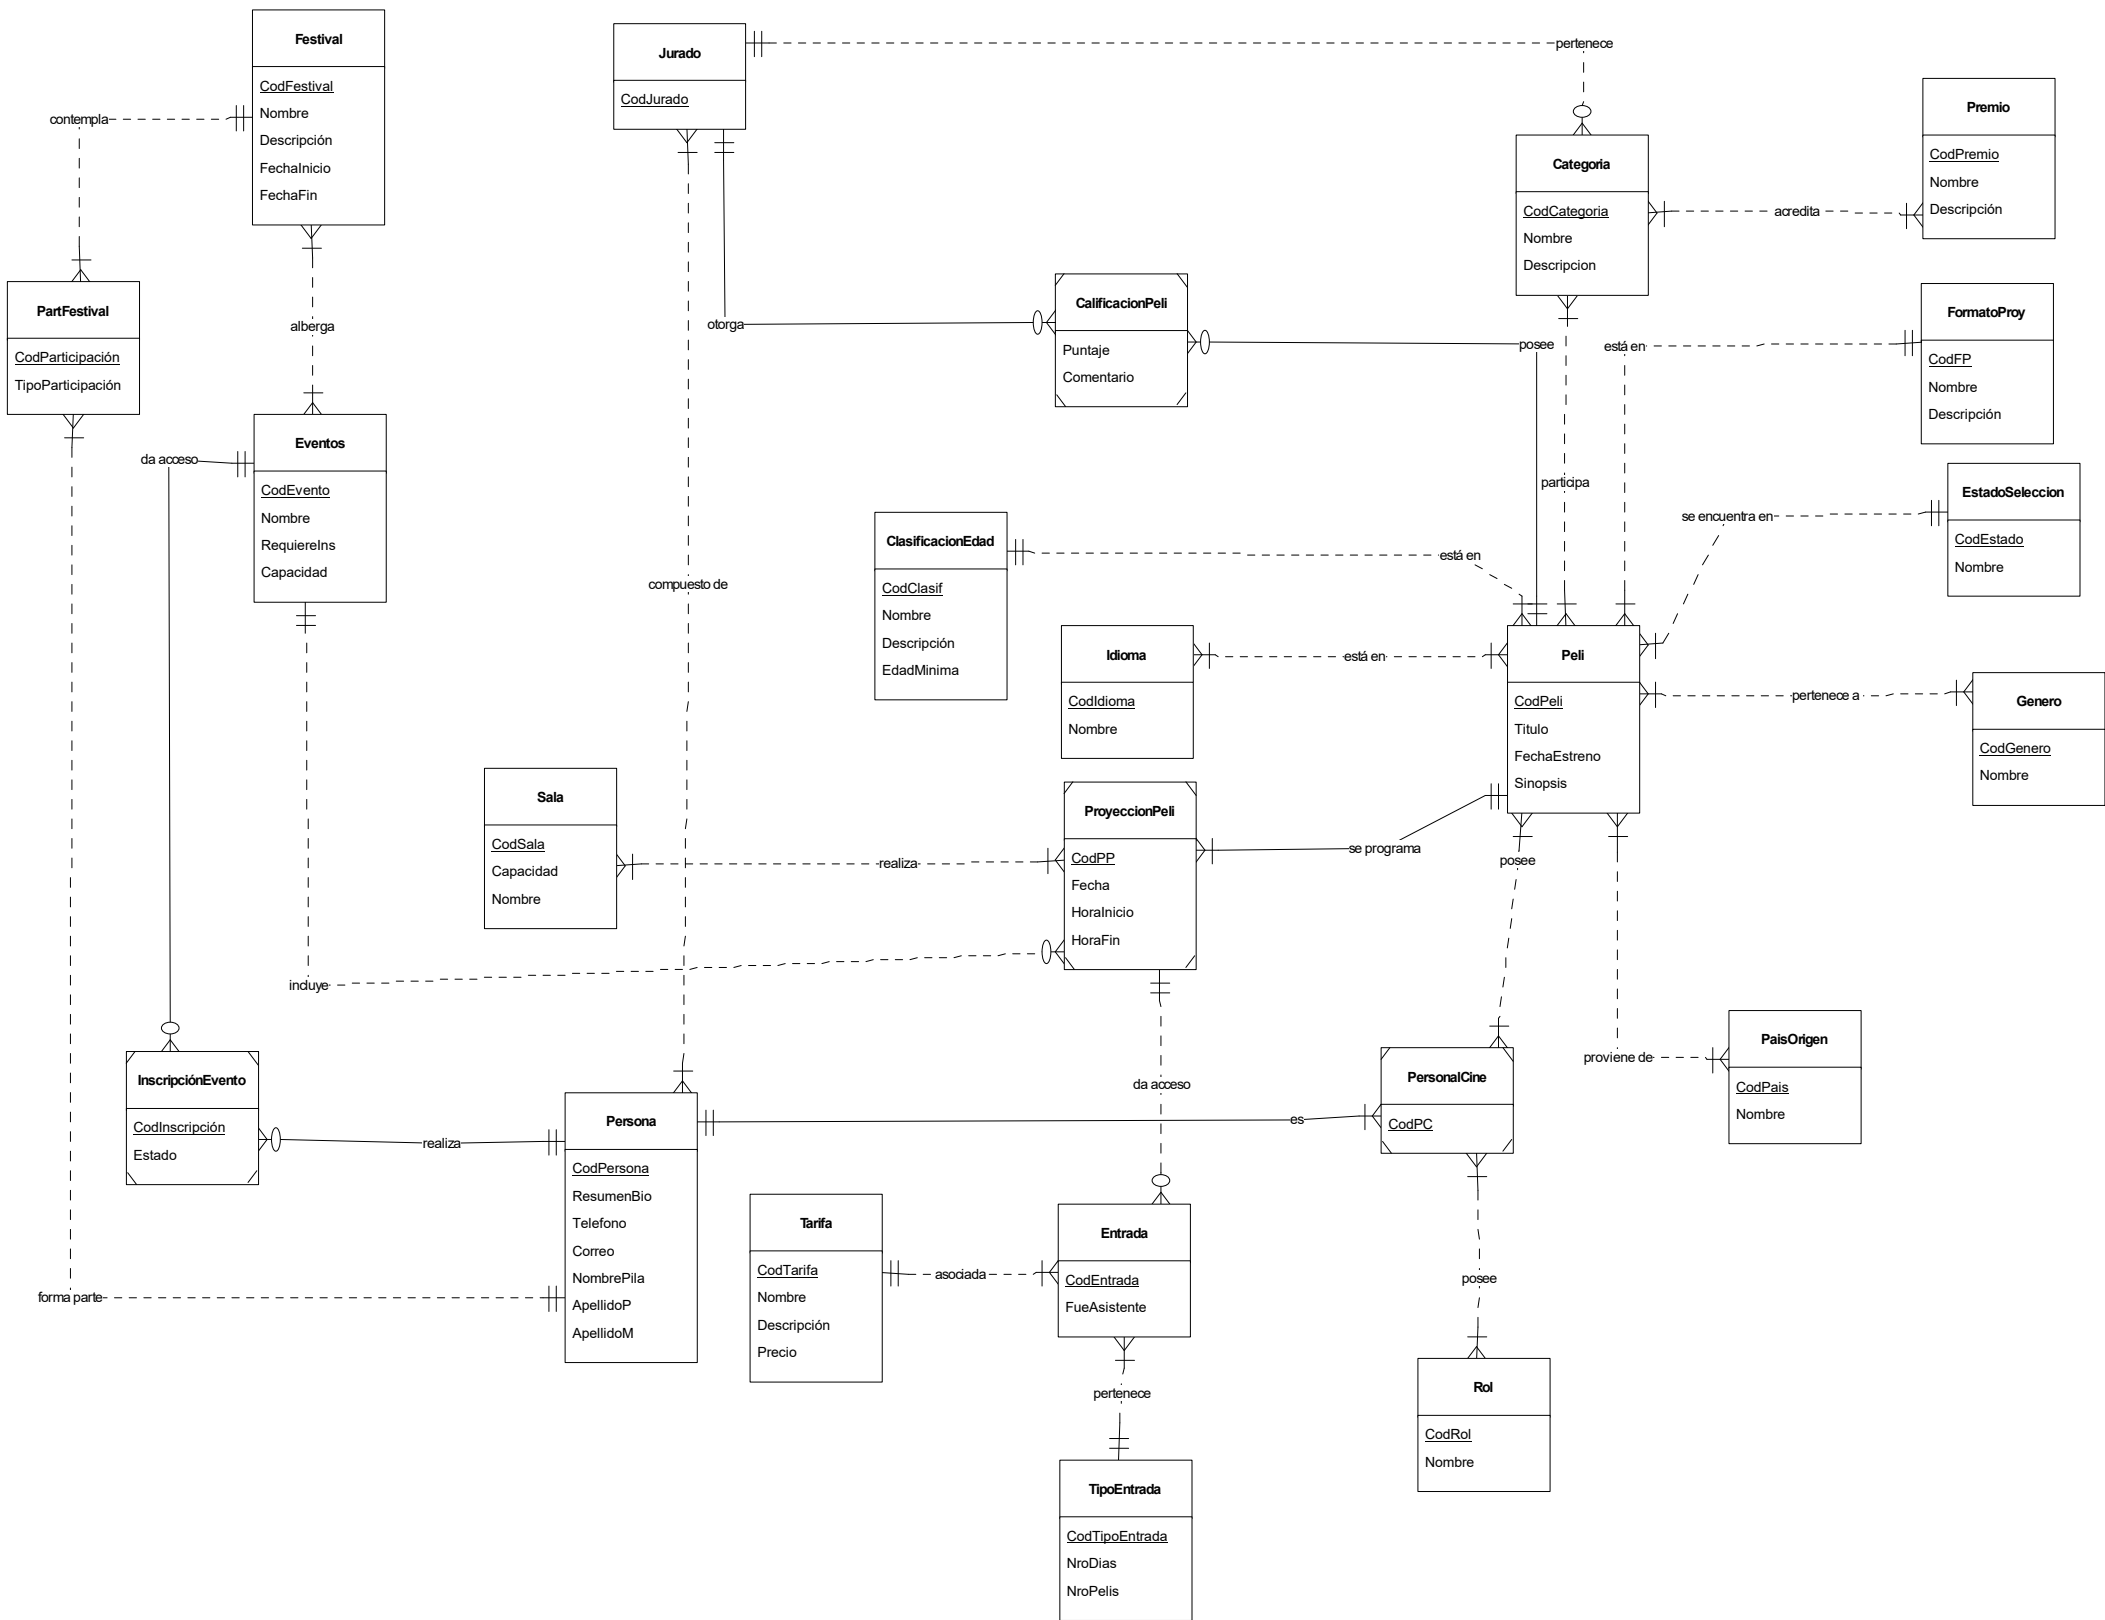 Festival
CodFestival
Nombre
Descripción
FechaInicio
FechaFin
Jurado
CodJurado
pertenece
Premio
CodPremio
Nombre
Descripción
Categoria
CodCategoria
Nombre
Descripcion
acredita
contempla
PartFestival
CodParticipación
TipoParticipación
alberga
CalificacionPeli
Puntaje
Comentario
otorga
posee
está en
FormatoProy
CodFP
Nombre
Descripción
Eventos
CodEvento
Nombre
RequiereIns
Capacidad
da acceso
participa
EstadoSeleccion
CodEstado
Nombre
se encuentra en
ClasificacionEdad
CodClasif
Nombre
Descripción
EdadMinima
está en
compuesto de
Idioma
CodIdioma
Nombre
está en
Peli
CodPeli
Titulo
FechaEstreno
Sinopsis
pertenece a
Genero
CodGenero
Nombre
Sala
CodSala
Capacidad
Nombre
realiza
ProyeccionPeli
CodPP
Fecha
HoraInicio
HoraFin
se programa
posee
incluye
InscripciónEvento
CodInscripción
Estado
realiza
Persona
CodPersona
ResumenBio
Telefono
Correo
NombrePila
ApellidoP
ApellidoM
da acceso
es
PersonalCine
CodPC
proviene de
PaisOrigen
CodPais
Nombre
forma parte
Tarifa
CodTarifa
Nombre
Descripción
Precio
asociada
Entrada
CodEntrada
FueAsistente
posee
pertenece
Rol
CodRol
Nombre
TipoEntrada
CodTipoEntrada
NroDias
NroPelis